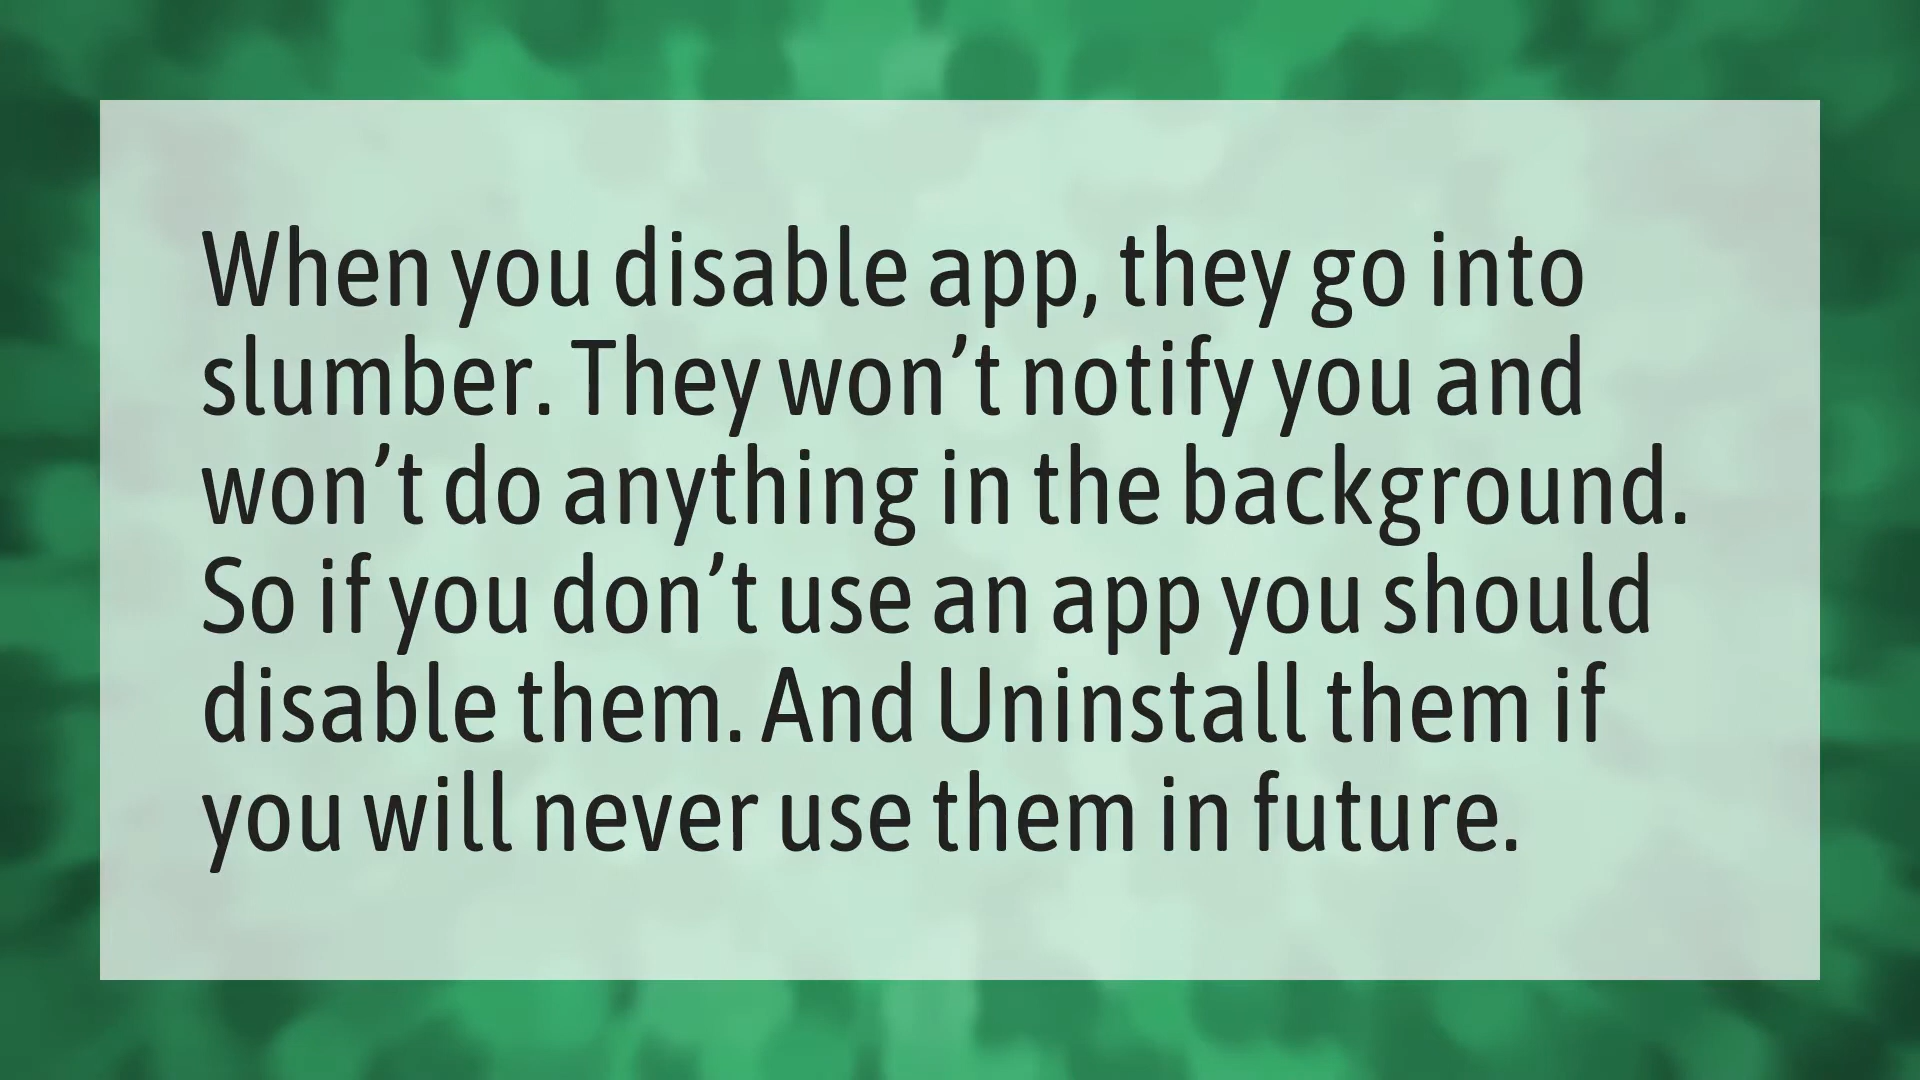 When you disable app, they go into
slumber. They won’t notify you and
won’t do anything in the background.
So if you don’t use an app you should
disable them. And Uninstall them if
you will never use them in future.